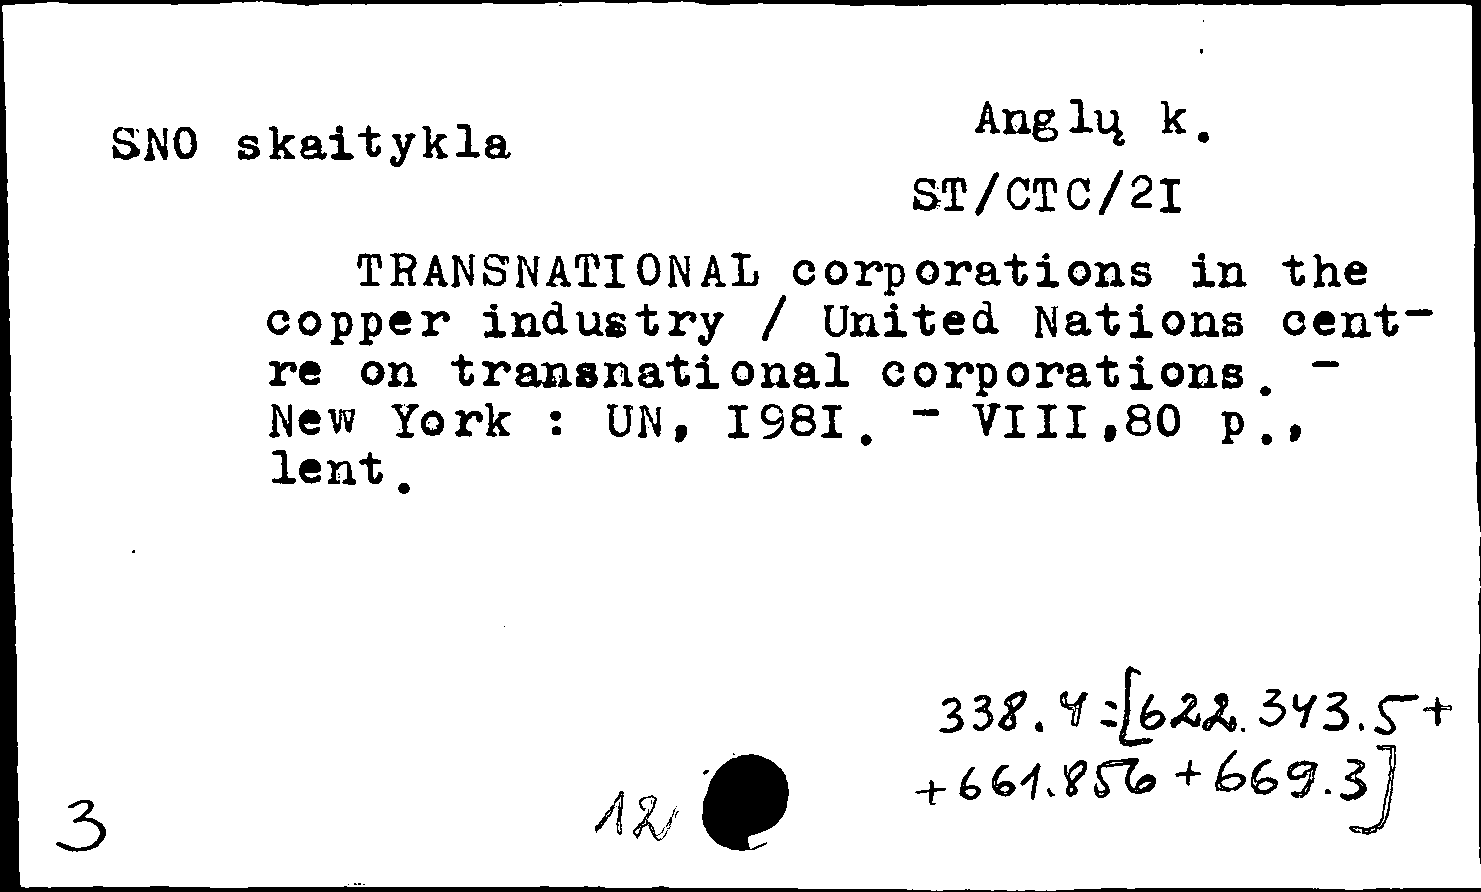 SNO skaitykla
Anglų k.
ST/CTC/2I
TRANSNATIONAL corporations in the
copper industry / United Nations cent-
re on transnational corporations. -
New York : UN, I98I. - VIII,80 p.,
lent.
338.4:[622.343.5+
+661.856+669.3]
12
3